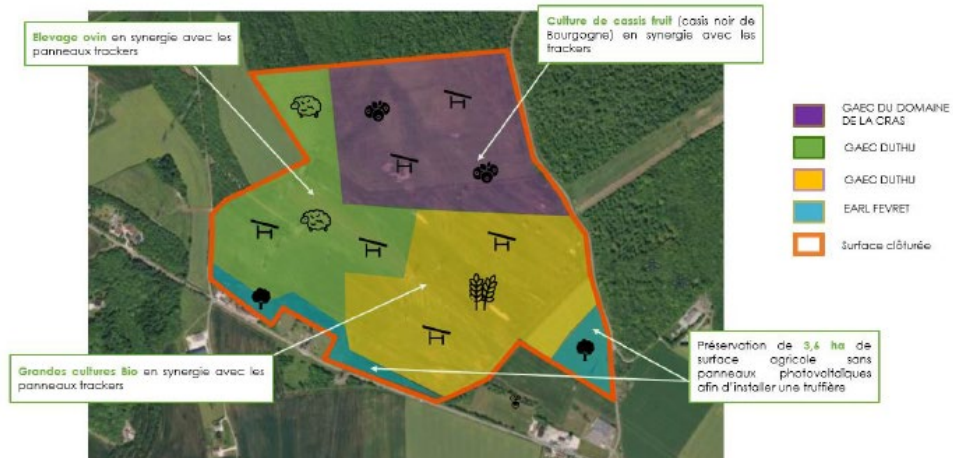 Elevage ovin en synergie avec les
panneaux trackers
Culture de cassis fruit (casis noir de
Bourgogne) en synergie avec les
trackers
GAEC DU DOMAINE
DE LA CRAS
GAEC DUTHU
GAEC DUTHU
EARL FEVRET
Surface clôturée
Grandes cultures Bio en synergie avec les
panneaux trackers
Préservation de 3,6 ha de
surface agricole sans
panneaux photovoltaïques
afin d'installer une truffière